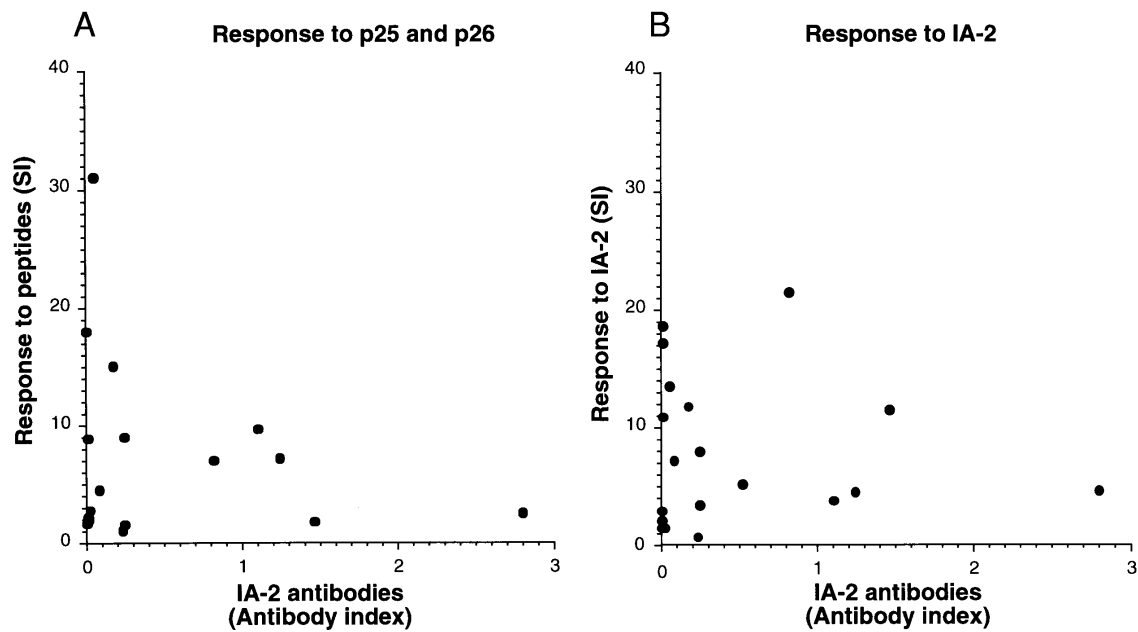 A
Response to p25 and p26
Response to peptides (SI)
40
30
20
10
0
0 1 2 3
IA-2 antibodies
(Antibody index)
B
Response to IA-2
Response to IA-2 (SI)
40
30
20
10
0
0 1 2 3
IA-2 antibodies
(Antibody index)